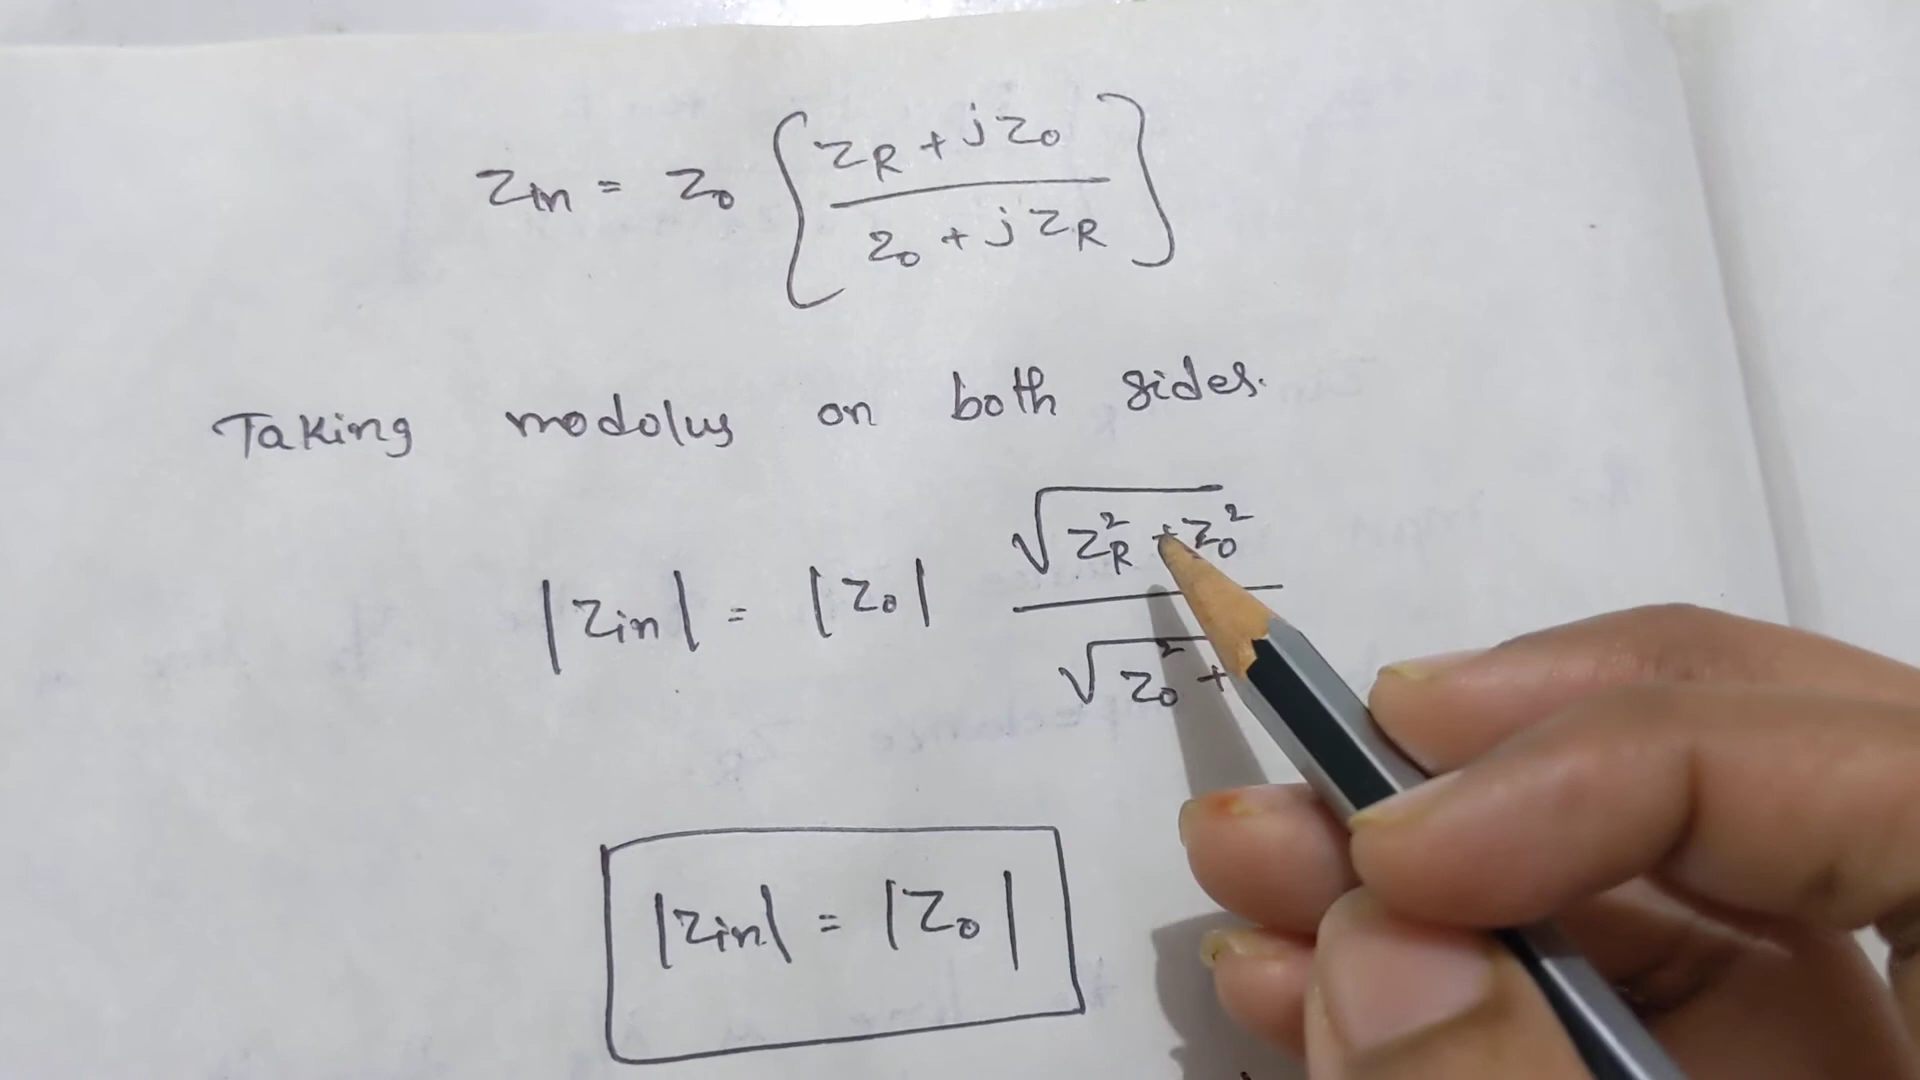 Zin = Z0 [ ZR + jZ0 / Z0 + jZR ]
Taking modolus on both sides.
|Zin| = |Z0| √ZR² + Z0² / √Z0² +
|Zin| = |Z0|